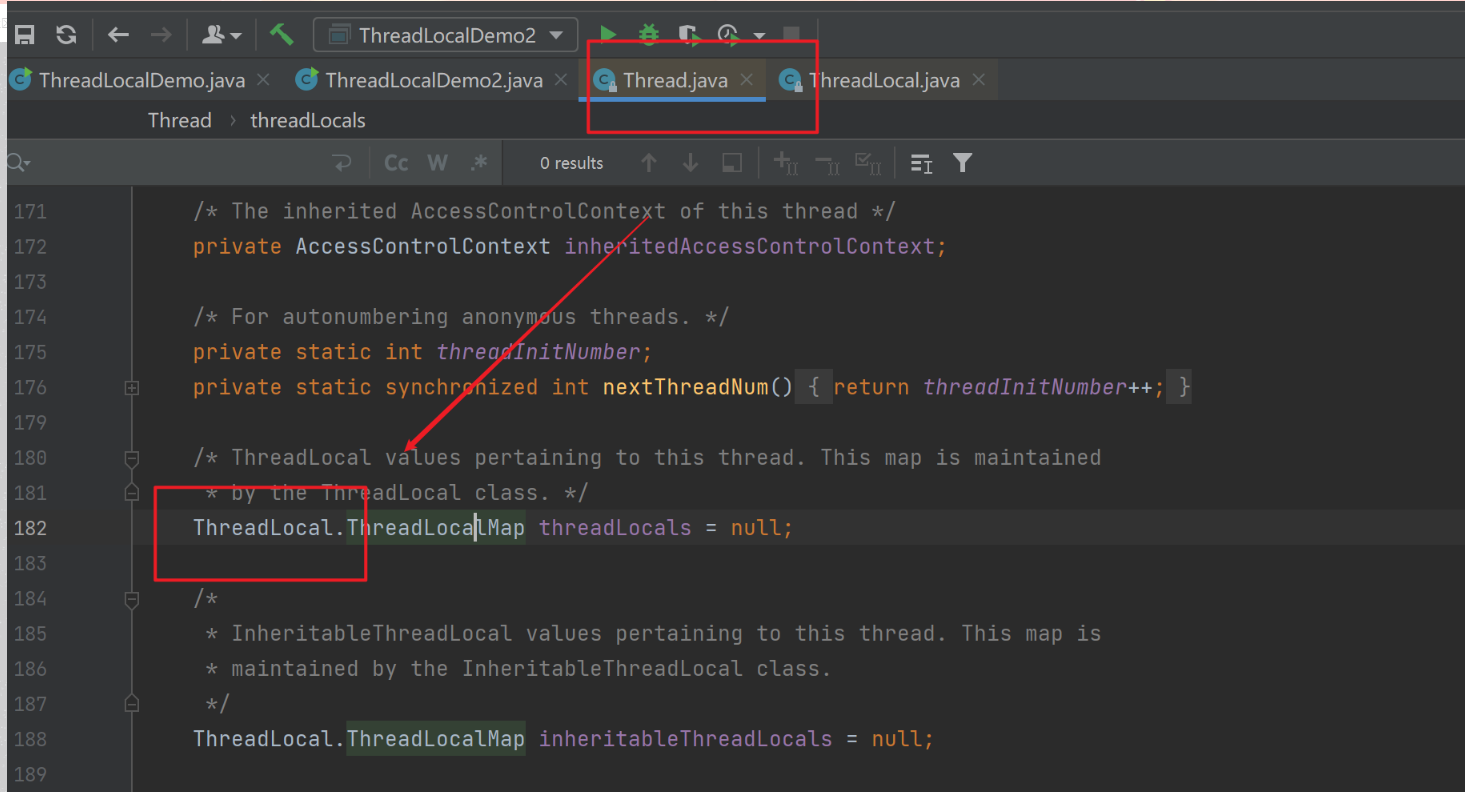 ThreadLocalDemo2
ThreadLocalDemo.java ThreadLocalDemo2.java Thread.java ThreadLocal.java
Thread › threadLocals
Cc W .* 0 results
171 /* The inherited AccessControlContext of this thread */
172 private AccessControlContext inheritedAccessControlContext;
173
174 /* For autonumbering anonymous threads. */
175 private static int threadInitNumber;
176 private static synchronized int nextThreadNum() { return threadInitNumber++; }
179
180 /* ThreadLocal values pertaining to this thread. This map is maintained
181 * by the ThreadLocal class. */
182 ThreadLocal.ThreadLocalMap threadLocals = null;
183
184 /*
185 * InheritableThreadLocal values pertaining to this thread. This map is
186 * maintained by the InheritableThreadLocal class.
187 */
188 ThreadLocal.ThreadLocalMap inheritableThreadLocals = null;
189